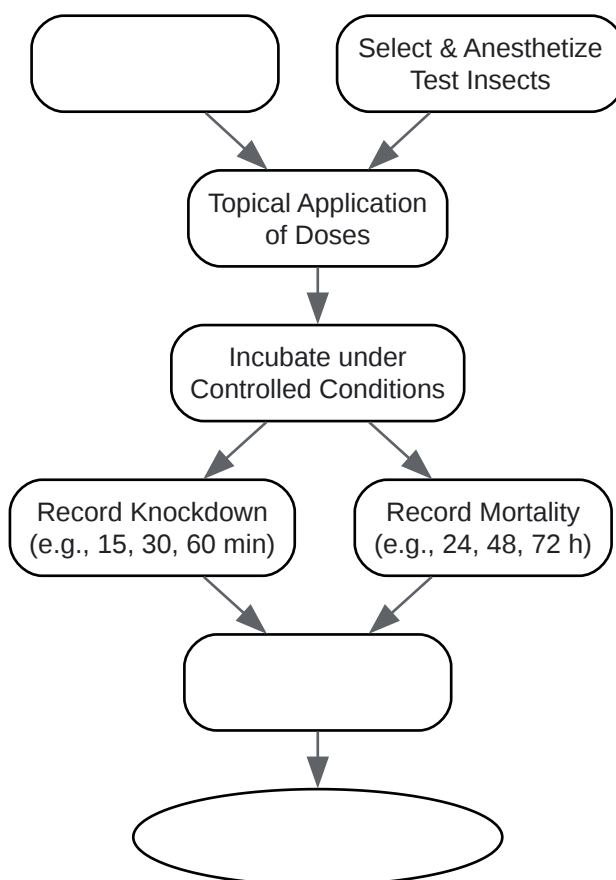 Select & Anesthetize
Test Insects
Topical Application
of Doses
Incubate under
Controlled Conditions
Record Knockdown
(e.g., 15, 30, 60 min)
Record Mortality
(e.g., 24, 48, 72 h)